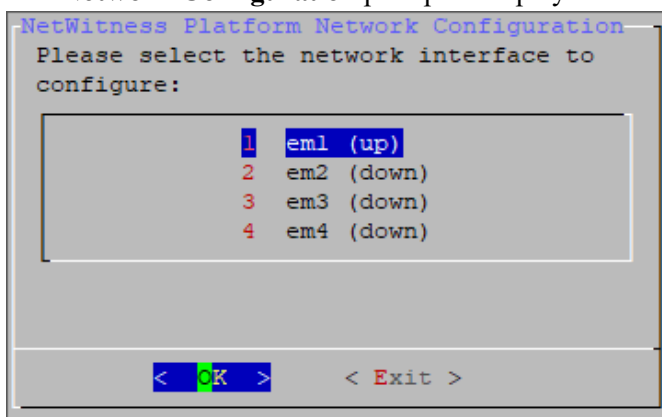 NetWitness Platform Network Configuration
Please select the network interface to
configure:
1 em1 (up)
2 em2 (down)
3 em3 (down)
4 em4 (down)
< OK > < Exit >